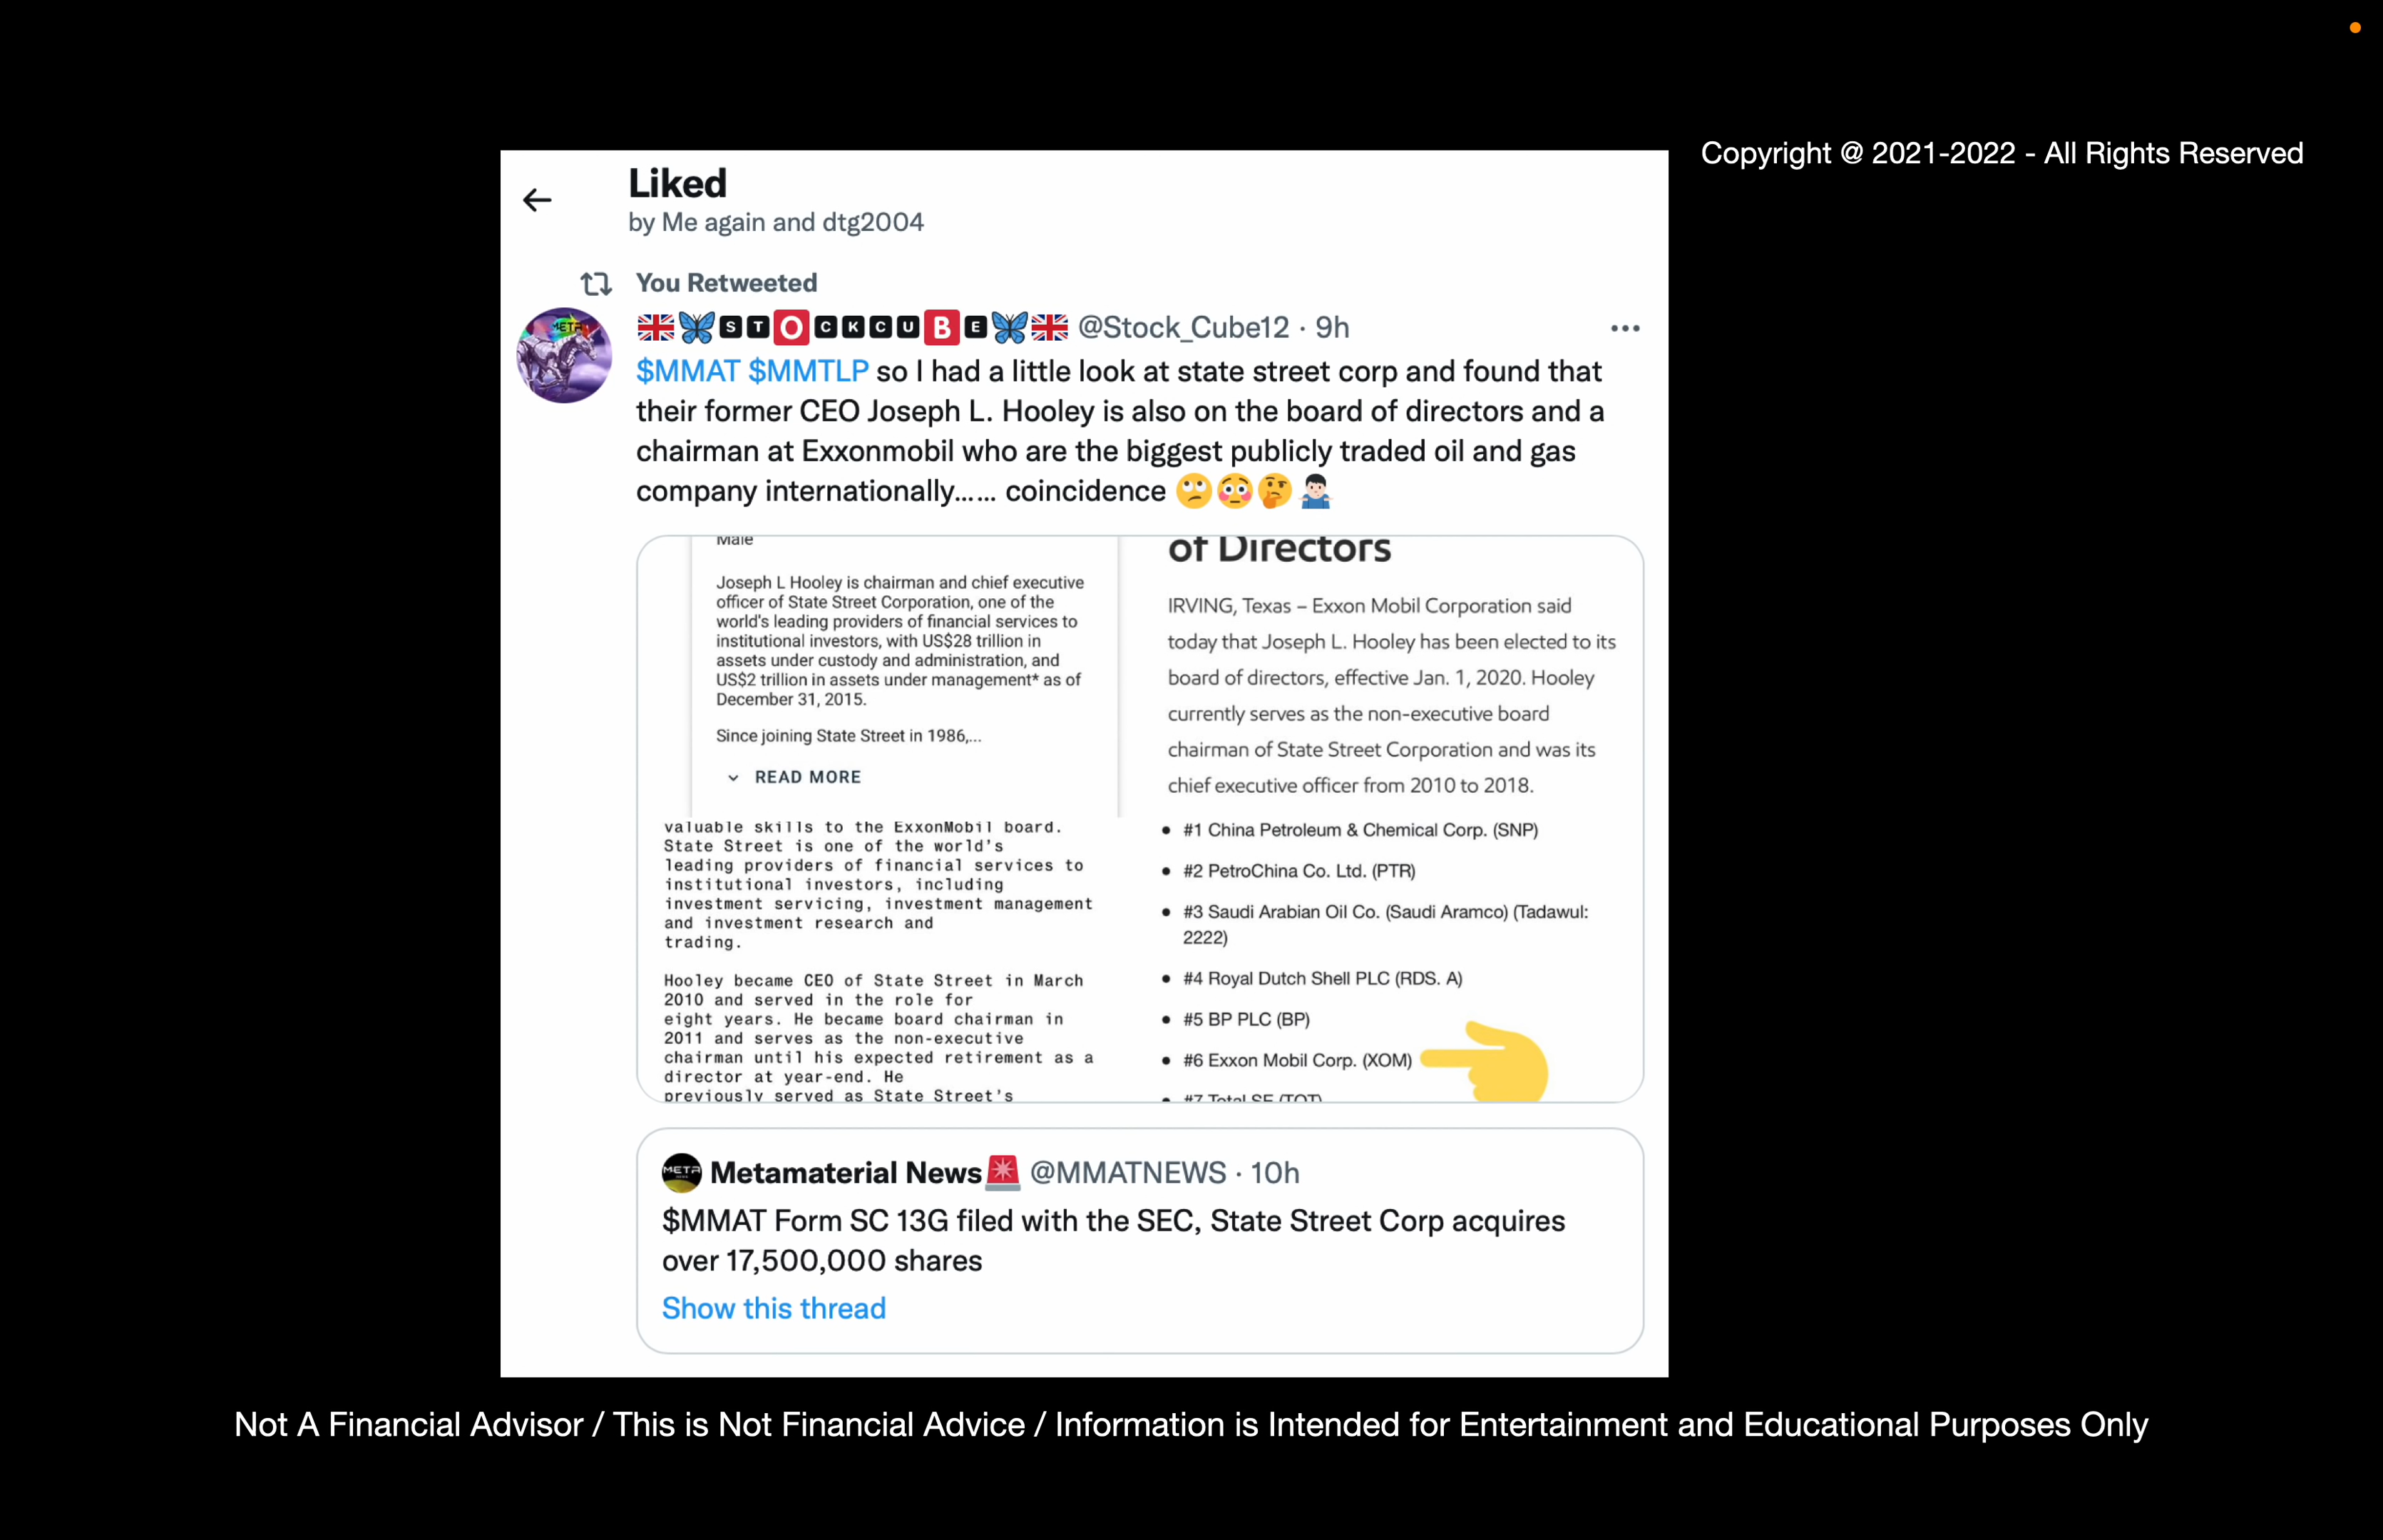 Copyright @ 2021-2022 - All Rights Reserved
Liked
by Me again and dtg2004
You Retweeted
🇬🇧🦋STOCKCUBE🦋🇬🇧 @Stock_Cube12 · 9h
$MMAT $MMTLP so I had a little look at state street corp and found that
their former CEO Joseph L. Hooley is also on the board of directors and a
chairman at Exxonmobil who are the biggest publicly traded oil and gas
company internationally…… coincidence 🙄😳🤔🤷🏻‍♂️
Male
Joseph L Hooley is chairman and chief executive
officer of State Street Corporation, one of the
world's leading providers of financial services to
institutional investors, with US$28 trillion in
assets under custody and administration, and
US$2 trillion in assets under management* as of
December 31, 2015.
Since joining State Street in 1986,...
READ MORE
of Directors
IRVING, Texas – Exxon Mobil Corporation said
today that Joseph L. Hooley has been elected to its
board of directors, effective Jan. 1, 2020. Hooley
currently serves as the non-executive board
chairman of State Street Corporation and was its
chief executive officer from 2010 to 2018.
valuable skills to the ExxonMobil board.
State Street is one of the world's
leading providers of financial services to
institutional investors, including
investment servicing, investment management
and investment research and
trading.
Hooley became CEO of State Street in March
2010 and served in the role for
eight years. He became board chairman in
2011 and serves as the non-executive
chairman until his expected retirement as a
director at year-end. He
previously served as State Street's
• #1 China Petroleum & Chemical Corp. (SNP)
• #2 PetroChina Co. Ltd. (PTR)
• #3 Saudi Arabian Oil Co. (Saudi Aramco) (Tadawul:
2222)
• #4 Royal Dutch Shell PLC (RDS. A)
• #5 BP PLC (BP)
• #6 Exxon Mobil Corp. (XOM)
• #7 Total SE (TOT)
Metamaterial News🚨 @MMATNEWS · 10h
$MMAT Form SC 13G filed with the SEC, State Street Corp acquires
over 17,500,000 shares
Show this thread
Not A Financial Advisor / This is Not Financial Advice / Information is Intended for Entertainment and Educational Purposes Only